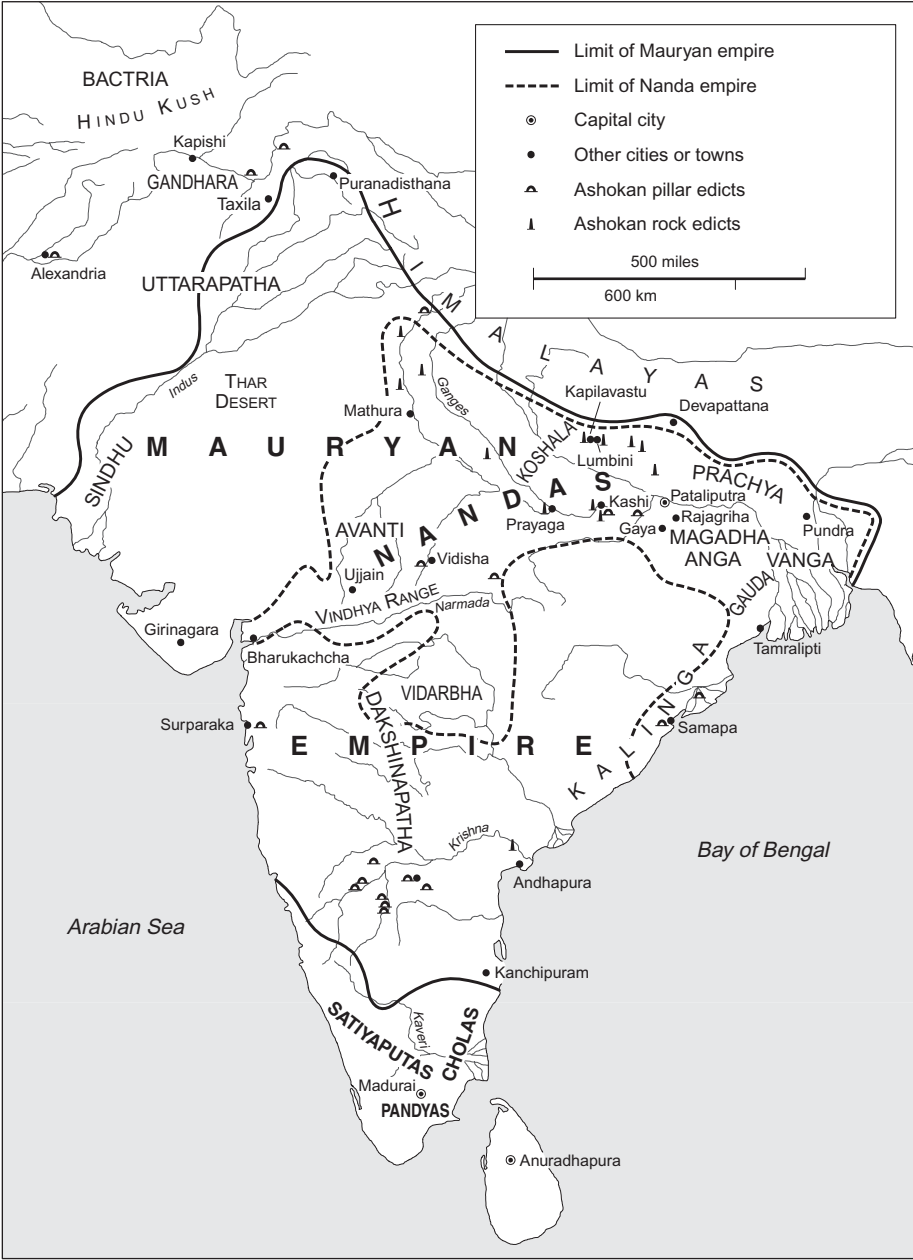 Limit of Mauryan empire
Limit of Nanda empire
Capital city
Other cities or towns
Ashokan pillar edicts
Ashokan rock edicts
500 miles
600 km
BACTRIA
HINDU KUSH
Kapishi
GANDHARA
Taxila
Puranadisthana
Alexandria
UTTARAPATHA
HIMALAYAS
Indus
THAR
DESERT
Ganges
Mathura
Kapilavastu
Devapattana
SINDHU
MAURYAN
KOSHALA
Lumbini
PRACHYA
NANDAS
Kashi
Pataliputra
Prayaga
Rajagriha
Gaya
Pundra
AVANTI
MAGADHA
ANGA
VANGA
Vidisha
Ujjain
GAUDA
VINDHYA RANGE
Narmada
Girinagara
Bharukachcha
Tamralipti
VIDARBHA
DAKSHINAPATHA
Surparaka
Samapa
EMPIRE
KALINGA
Krishna
Bay of Bengal
Andhapura
Arabian Sea
Kanchipuram
SATIYAPUTAS
Kaveri
CHOLAS
Madurai
PANDYAS
Anuradhapura